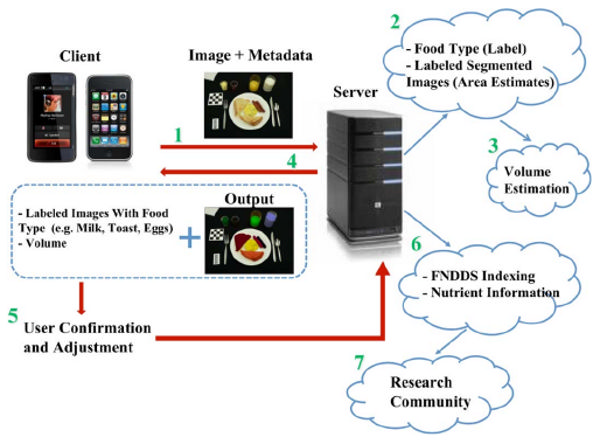 Client
Image + Metadata
Server
1
4
2
- Food Type (Label)
- Labeled Segmented
Images (Area Estimates)
3
Volume
Estimation
- Labeled Images With Food
Type (e.g. Milk, Toast, Eggs)
- Volume
+
Output
5
User Confirmation
and Adjustment
6
- FNDDS Indexing
- Nutrient Information
7
Research
Community